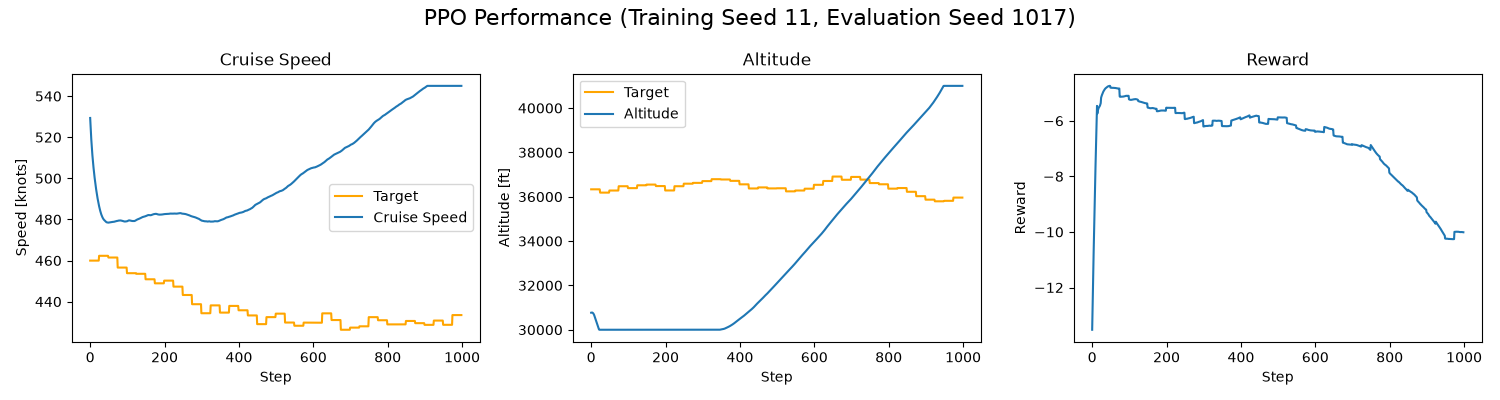 PPO Performance (Training Seed 11, Evaluation Seed 1017)
Cruise Speed
Speed [knots]
540
520
500
480
460
440
Target
Cruise Speed
0 200 400 600 800 1000
Step
Altitude
Altitude [ft]
40000
38000
36000
34000
32000
30000
Target
Altitude
0 200 400 600 800 1000
Step
Reward
Reward
−6
−8
−10
−12
0 200 400 600 800 1000
Step